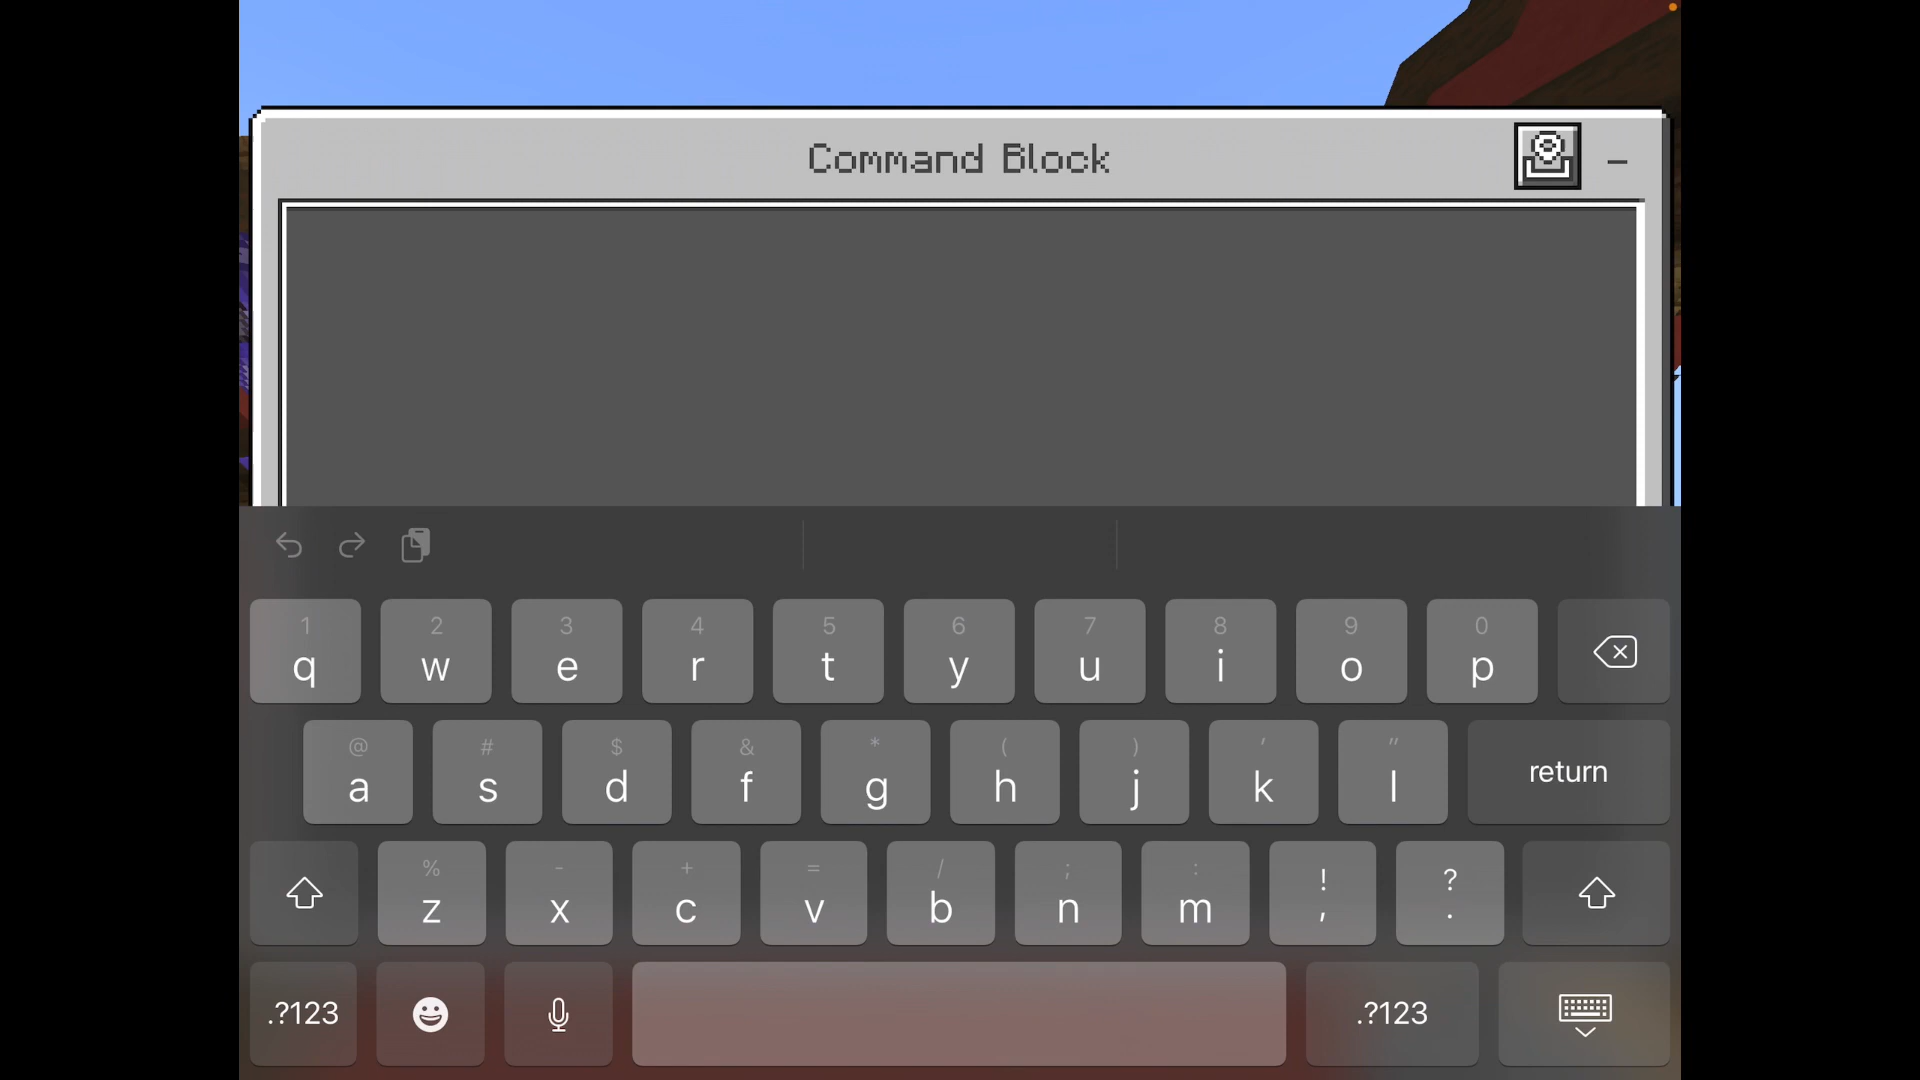 Command Block
1 2 3 4 5 6 7 8 9 0
q w e r t y u i o p
@ # $ & * ( ) ' "
a s d f g h j k l return
% - + = / ; : ! ?
z x c v b n m , .
.?123 .?123